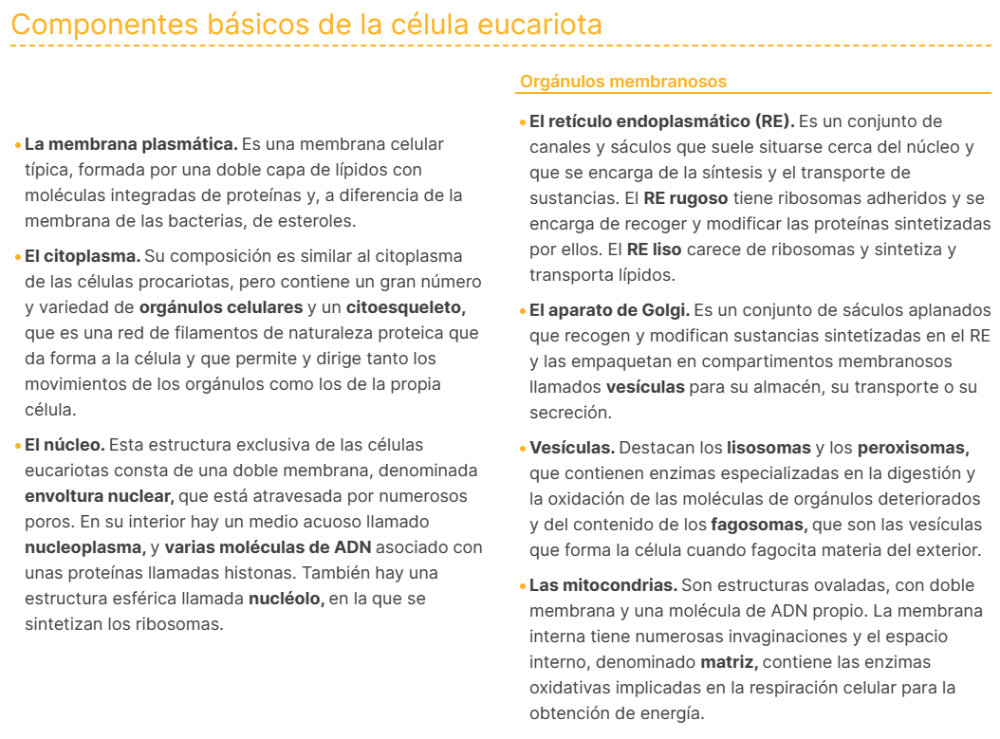 Componentes básicos de la célula eucariota
• La membrana plasmática. Es una membrana celular
típica, formada por una doble capa de lípidos con
moléculas integradas de proteínas y, a diferencia de la
membrana de las bacterias, de esteroles.
• El citoplasma. Su composición es similar al citoplasma
de las células procariotas, pero contiene un gran número
y variedad de orgánulos celulares y un citoesqueleto,
que es una red de filamentos de naturaleza proteica que
da forma a la célula y que permite y dirige tanto los
movimientos de los orgánulos como los de la propia
célula.
• El núcleo. Esta estructura exclusiva de las células
eucariotas consta de una doble membrana, denominada
envoltura nuclear, que está atravesada por numerosos
poros. En su interior hay un medio acuoso llamado
nucleoplasma, y varias moléculas de ADN asociado con
unas proteínas llamadas histonas. También hay una
estructura esférica llamada nucléolo, en la que se
sintetizan los ribosomas.
Orgánulos membranosos
• El retículo endoplasmático (RE). Es un conjunto de
canales y sáculos que suele situarse cerca del núcleo y
que se encarga de la síntesis y el transporte de
sustancias. El RE rugoso tiene ribosomas adheridos y se
encarga de recoger y modificar las proteínas sintetizadas
por ellos. El RE liso carece de ribosomas y sintetiza y
transporta lípidos.
• El aparato de Golgi. Es un conjunto de sáculos aplanados
que recogen y modifican sustancias sintetizadas en el RE
y las empaquetan en compartimentos membranosos
llamados vesículas para su almacén, su transporte o su
secreción.
• Vesículas. Destacan los lisosomas y los peroxisomas,
que contienen enzimas especializadas en la digestión y
la oxidación de las moléculas de orgánulos deteriorados
y del contenido de los fagosomas, que son las vesículas
que forma la célula cuando fagocita materia del exterior.
• Las mitocondrias. Son estructuras ovaladas, con doble
membrana y una molécula de ADN propio. La membrana
interna tiene numerosas invaginaciones y el espacio
interno, denominado matriz, contiene las enzimas
oxidativas implicadas en la respiración celular para la
obtención de energía.